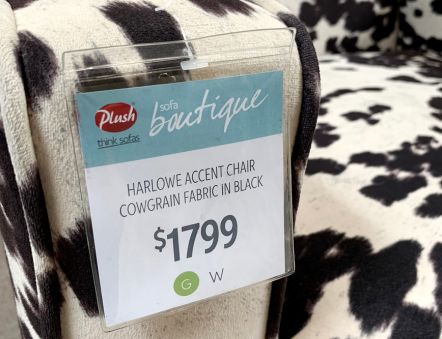 Plush
think sofas
sofa
boutique
HARLOWE ACCENT CHAIR
COWGRAIN FABRIC IN BLACK
$1799
G W